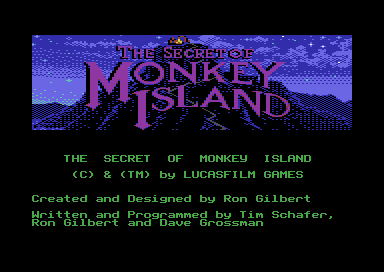 THE SECRET OF
MONKEY
ISLAND
THE SECRET OF MONKEY ISLAND
(C) & (TM) by LUCASFILM GAMES
Created and Designed by Ron Gilbert
Written and Programmed by Tim Schafer,
Ron Gilbert and Dave Grossman